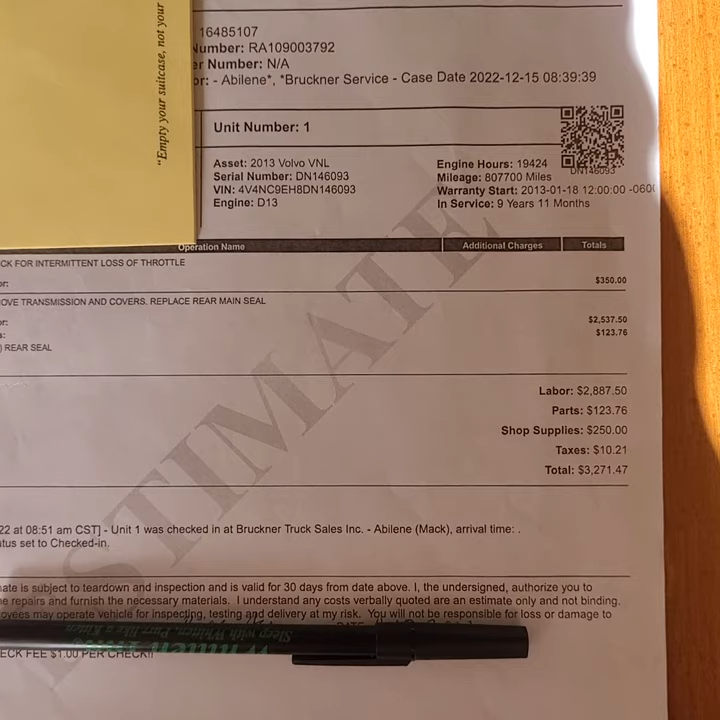 "Empty your suitcase, not your
16485107
Number: RA109003792
er Number: N/A
or: - Abilene*, *Bruckner Service - Case Date 2022-12-15 08:39:39
Unit Number: 1
DN146093
Asset: 2013 Volvo VNL
Serial Number: DN146093
VIN: 4V4NC9EH8DN146093
Engine: D13
Engine Hours: 19424
Mileage: 807700 Miles
Warranty Start: 2013-01-18 12:00:00 -0600
In Service: 9 Years 11 Months
Operation Name Additional Charges Totals
CK FOR INTERMITTENT LOSS OF THROTTLE
or: $350.00
OVE TRANSMISSION AND COVERS. REPLACE REAR MAIN SEAL
or: $2,537.50
s: $123.76
) REAR SEAL
ESTIMATE
Labor: $2,887.50
Parts: $123.76
Shop Supplies: $250.00
Taxes: $10.21
Total: $3,271.47
22 at 08:51 am CST] - Unit 1 was checked in at Bruckner Truck Sales Inc. - Abilene (Mack), arrival time: .
atus set to Checked-in.
nate is subject to teardown and inspection and is valid for 30 days from date above. I, the undersigned, authorize you to
he repairs and furnish the necessary materials. I understand any costs verbally quoted are an estimate only and not binding.
oyees may operate vehicle for inspecting, testing and delivery at my risk. You will not be responsible for loss or damage to
Sleep with Whitten, Purr like a Kitten
ECK FEE $1.00 PER CHECK!!